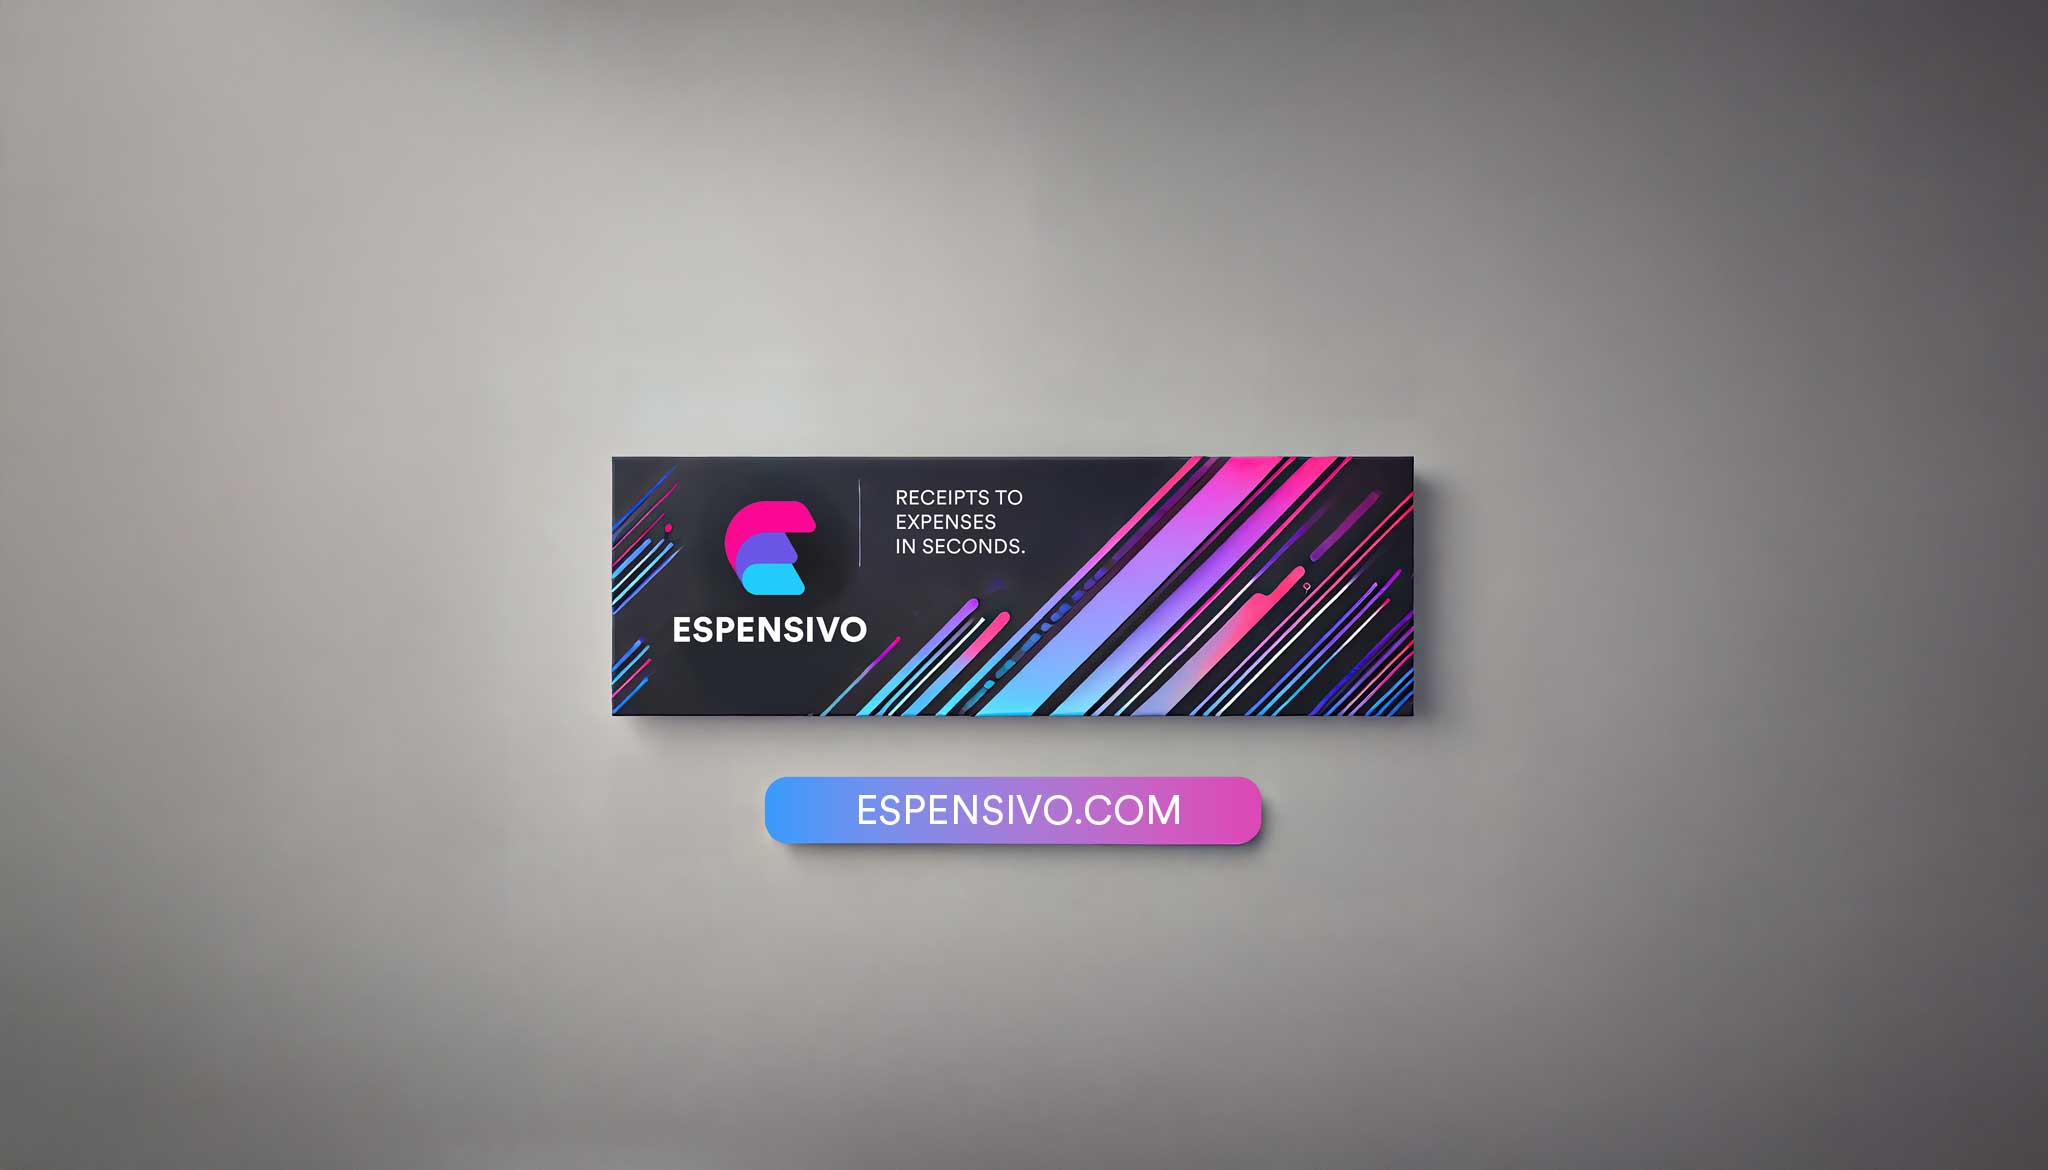 ESPENSIVO
RECEIPTS TO
EXPENSES
IN SECONDS.
ESPENSIVO.COM